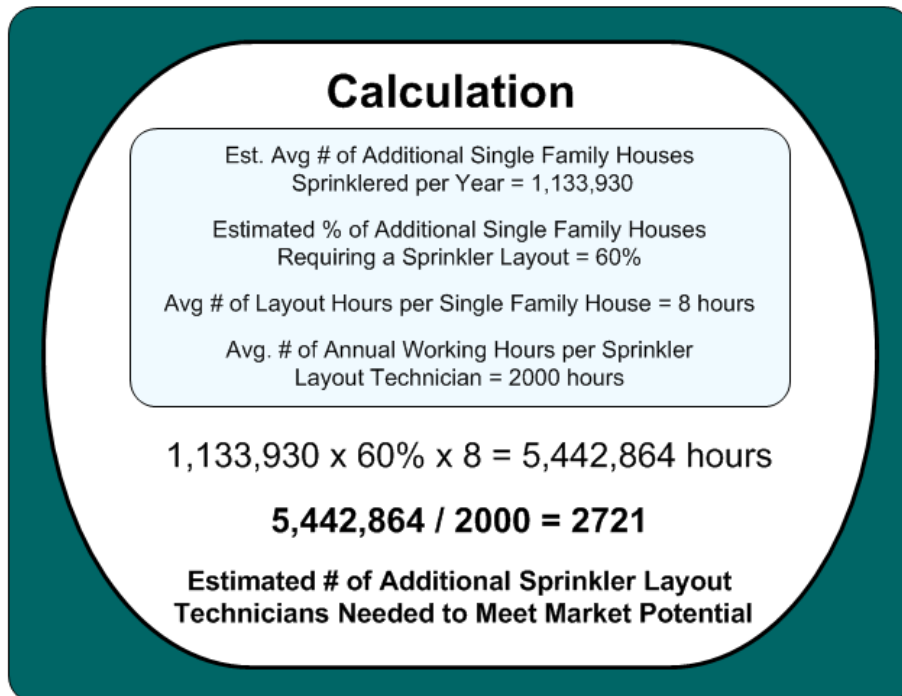 Calculation
Est. Avg # of Additional Single Family Houses
Sprinklered per Year = 1,133,930
Estimated % of Additional Single Family Houses
Requiring a Sprinkler Layout = 60%
Avg # of Layout Hours per Single Family House = 8 hours
Avg. # of Annual Working Hours per Sprinkler
Layout Technician = 2000 hours
1,133,930 x 60% x 8 = 5,442,864 hours
5,442,864 / 2000 = 2721
Estimated # of Additional Sprinkler Layout
Technicians Needed to Meet Market Potential